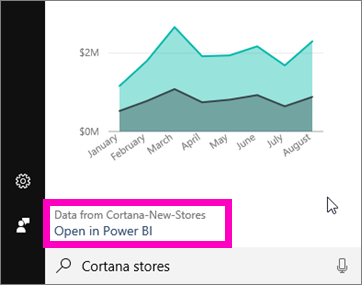 $2M
$0M
January
February
March
April
May
June
July
August
Data from Cortana-New-Stores
Open in Power BI
Cortana stores